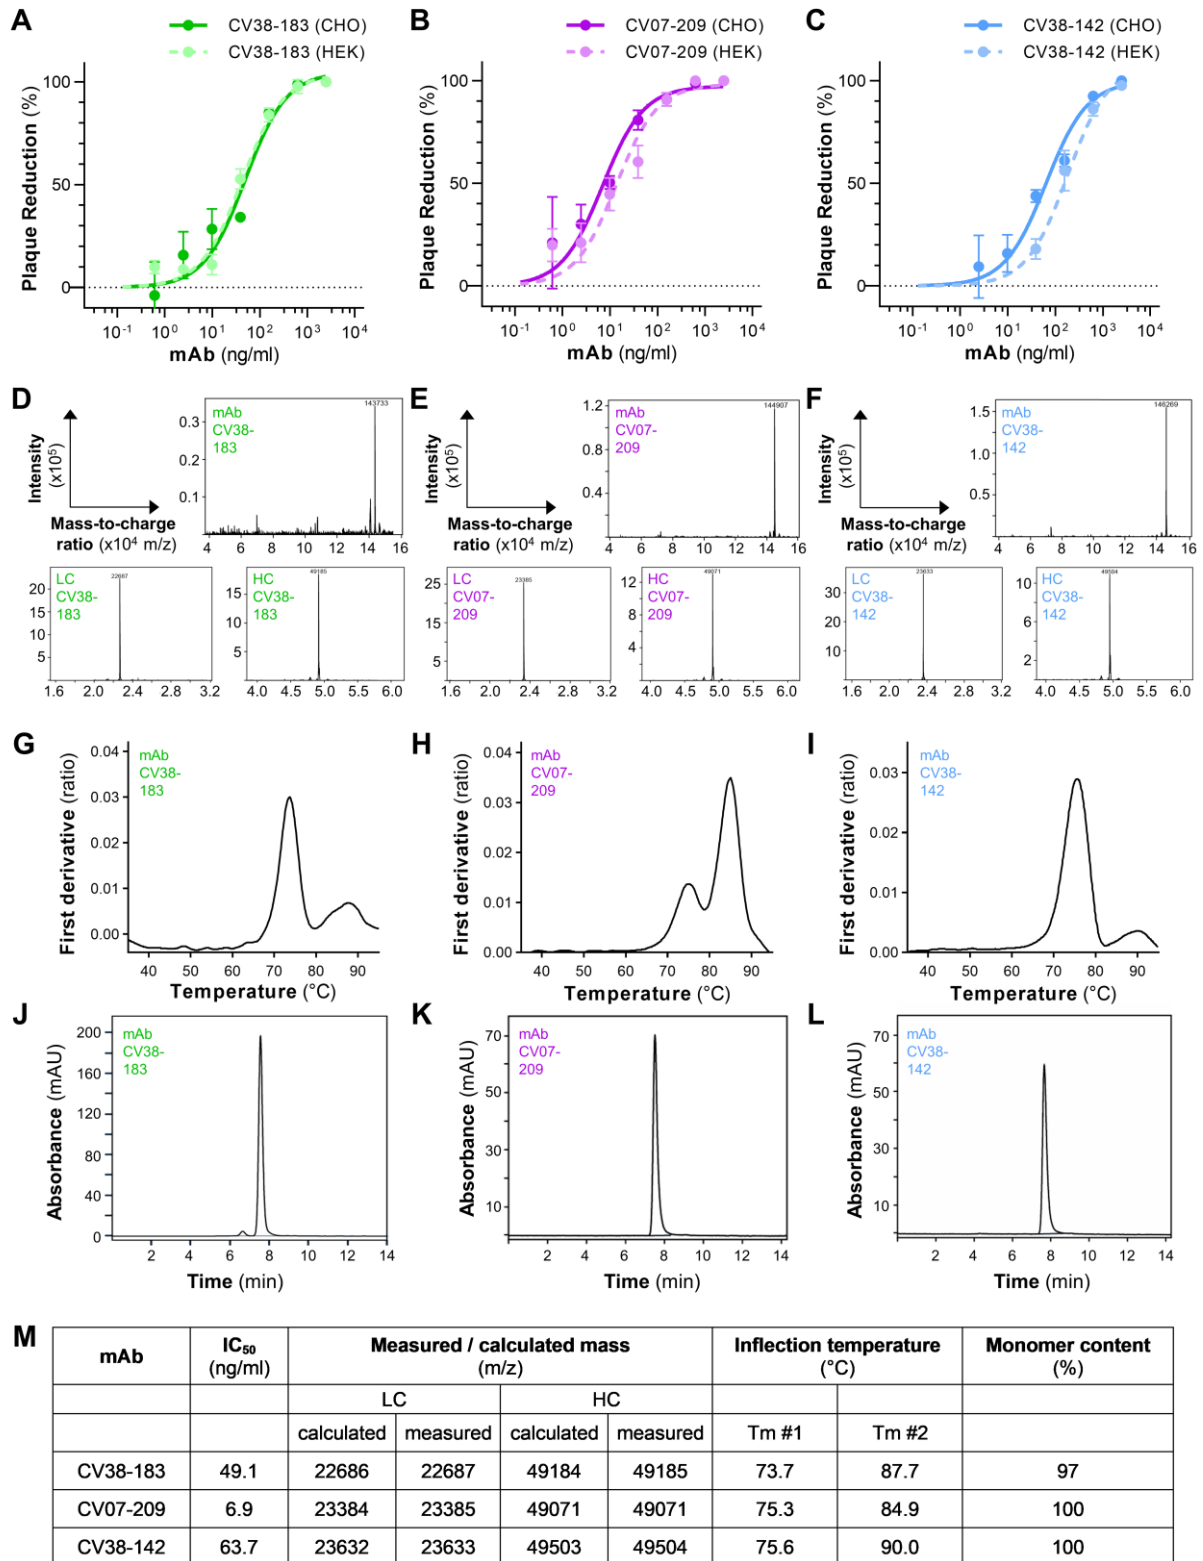 A
CV38-183 (CHO)
CV38-183 (HEK)
Plaque Reduction (%)
100
50
0
10-1 100 101 102 103 104
mAb (ng/ml)
B
CV07-209 (CHO)
CV07-209 (HEK)
Plaque Reduction (%)
100
50
0
10-1 100 101 102 103 104
mAb (ng/ml)
C
CV38-142 (CHO)
CV38-142 (HEK)
Plaque Reduction (%)
100
50
0
10-1 100 101 102 103 104
mAb (ng/ml)
D
Intensity
(x105)
Mass-to-charge
ratio (x104 m/z)
mAb
CV38-
183
143733
0.3
0.2
0.1
4 6 8 10 12 14 16
LC
CV38-
183
22687
20
15
10
5
1.6 2.0 2.4 2.8 3.2
HC
CV38-
183
49185
15
10
5
4.0 4.5 5.0 5.5 6.0
E
Intensity
(x105)
Mass-to-charge
ratio (x104 m/z)
mAb
CV07-
209
144907
1.2
0.8
0.4
4 6 8 10 12 14 16
LC
CV07-
209
23385
25
15
5
1.6 2.0 2.4 2.8 3.2
HC
CV07-
209
49071
12
8
4
4.0 4.5 5.0 5.5 6.0
F
Intensity
(x105)
Mass-to-charge
ratio (x104 m/z)
mAb
CV38-
142
146269
1.5
1.0
0.5
4 6 8 10 12 14 16
LC
CV38-
142
23633
30
20
10
1.6 2.0 2.4 2.8 3.2
HC
CV38-
142
49504
10
6
2
4.0 4.5 5.0 5.5 6.0
G
mAb
CV38-
183
First derivative (ratio)
0.04
0.03
0.02
0.01
0.00
40 50 60 70 80 90
Temperature (°C)
H
mAb
CV07-
209
First derivative (ratio)
0.04
0.03
0.02
0.01
0.00
40 50 60 70 80 90
Temperature (°C)
I
mAb
CV38-
142
First derivative (ratio)
0.03
0.02
0.01
0.00
40 50 60 70 80 90
Temperature (°C)
J
mAb
CV38-
183
Absorbance (mAU)
200
160
120
80
40
0
2 4 6 8 10 12 14
Time (min)
K
mAb
CV07-
209
Absorbance (mAU)
70
50
30
10
2 4 6 8 10 12 14
Time (min)
L
mAb
CV38-
142
Absorbance (mAU)
70
50
30
10
2 4 6 8 10 12 14
Time (min)
M
mAb IC50 (ng/ml) Measured / calculated mass (m/z) Inflection temperature (°C) Monomer content (%)
LC HC
calculated measured calculated measured Tm #1 Tm #2
CV38-183 49.1 22686 22687 49184 49185 73.7 87.7 97
CV07-209 6.9 23384 23385 49071 49071 75.3 84.9 100
CV38-142 63.7 23632 23633 49503 49504 75.6 90.0 100